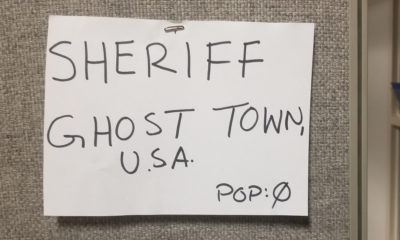 SHERIFF
GHOST TOWN,
U.S.A.
POP: Ø